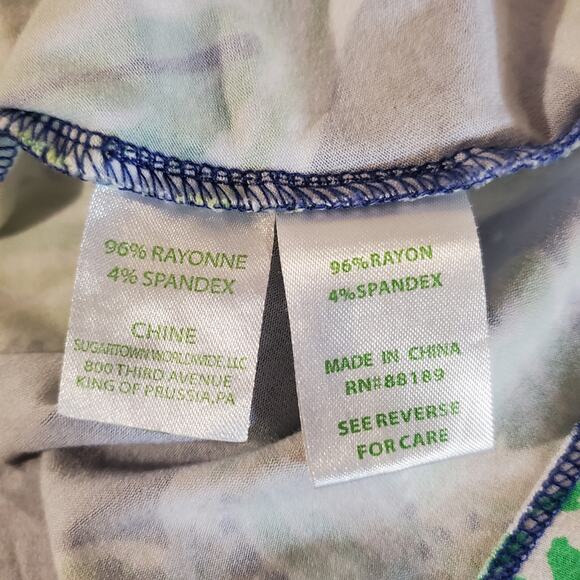 96% RAYONNE
4% SPANDEX
CHINE
SUGARTOWN WORLDWIDE, LLC
800 THIRD AVENUE
KING OF PRUSSIA, PA
96% RAYON
4% SPANDEX
MADE IN CHINA
RN# 88189
SEE REVERSE
FOR CARE